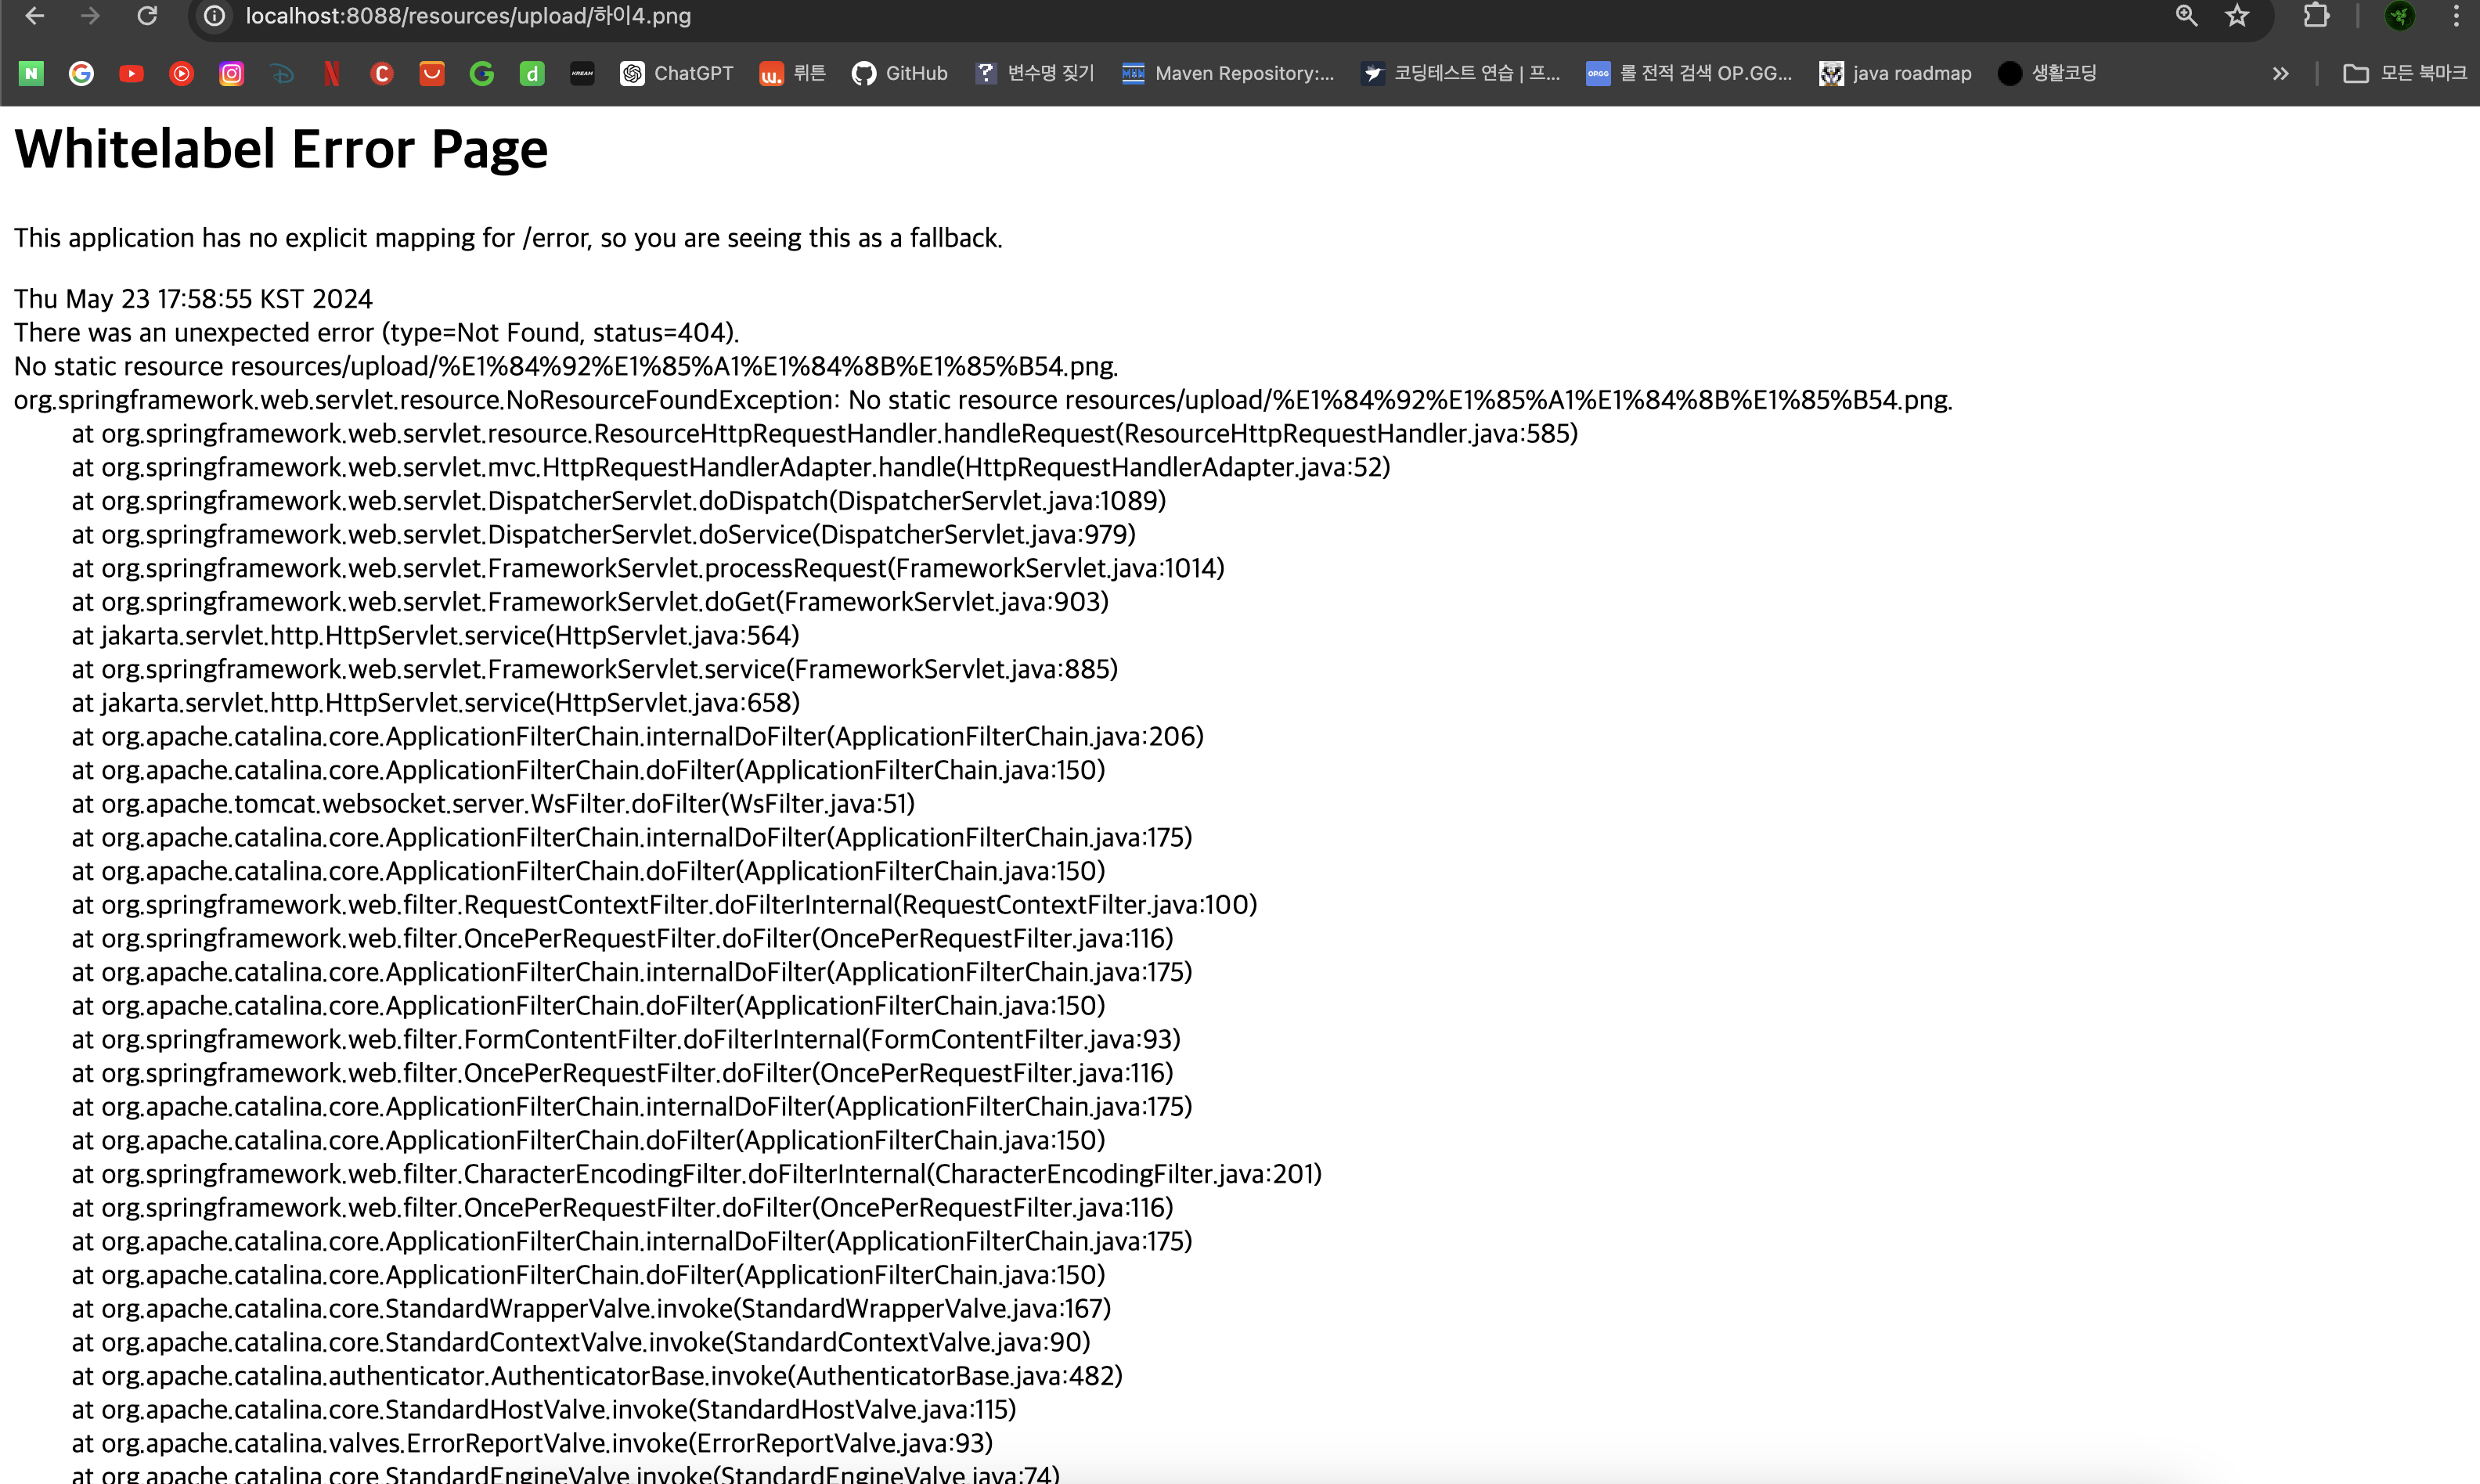 localhost:8088/resources/upload/하이4.png
N G C d KREAM ChatGPT w. 뤼튼 GitHub ? 변수명 짖기 MVN Maven Repository:... 코딩테스트 연습 | 프... OP.GG 롤 전적 검색 OP.GG... java roadmap 생활코딩 모든 북마크
Whitelabel Error Page
This application has no explicit mapping for /error, so you are seeing this as a fallback.
Thu May 23 17:58:55 KST 2024
There was an unexpected error (type=Not Found, status=404).
No static resource resources/upload/%E1%84%92%E1%85%A1%E1%84%8B%E1%85%B54.png.
org.springframework.web.servlet.resource.NoResourceFoundException: No static resource resources/upload/%E1%84%92%E1%85%A1%E1%84%8B%E1%85%B54.png.
at org.springframework.web.servlet.resource.ResourceHttpRequestHandler.handleRequest(ResourceHttpRequestHandler.java:585)
at org.springframework.web.servlet.mvc.HttpRequestHandlerAdapter.handle(HttpRequestHandlerAdapter.java:52)
at org.springframework.web.servlet.DispatcherServlet.doDispatch(DispatcherServlet.java:1089)
at org.springframework.web.servlet.DispatcherServlet.doService(DispatcherServlet.java:979)
at org.springframework.web.servlet.FrameworkServlet.processRequest(FrameworkServlet.java:1014)
at org.springframework.web.servlet.FrameworkServlet.doGet(FrameworkServlet.java:903)
at jakarta.servlet.http.HttpServlet.service(HttpServlet.java:564)
at org.springframework.web.servlet.FrameworkServlet.service(FrameworkServlet.java:885)
at jakarta.servlet.http.HttpServlet.service(HttpServlet.java:658)
at org.apache.catalina.core.ApplicationFilterChain.internalDoFilter(ApplicationFilterChain.java:206)
at org.apache.catalina.core.ApplicationFilterChain.doFilter(ApplicationFilterChain.java:150)
at org.apache.tomcat.websocket.server.WsFilter.doFilter(WsFilter.java:51)
at org.apache.catalina.core.ApplicationFilterChain.internalDoFilter(ApplicationFilterChain.java:175)
at org.apache.catalina.core.ApplicationFilterChain.doFilter(ApplicationFilterChain.java:150)
at org.springframework.web.filter.RequestContextFilter.doFilterInternal(RequestContextFilter.java:100)
at org.springframework.web.filter.OncePerRequestFilter.doFilter(OncePerRequestFilter.java:116)
at org.apache.catalina.core.ApplicationFilterChain.internalDoFilter(ApplicationFilterChain.java:175)
at org.apache.catalina.core.ApplicationFilterChain.doFilter(ApplicationFilterChain.java:150)
at org.springframework.web.filter.FormContentFilter.doFilterInternal(FormContentFilter.java:93)
at org.springframework.web.filter.OncePerRequestFilter.doFilter(OncePerRequestFilter.java:116)
at org.apache.catalina.core.ApplicationFilterChain.internalDoFilter(ApplicationFilterChain.java:175)
at org.apache.catalina.core.ApplicationFilterChain.doFilter(ApplicationFilterChain.java:150)
at org.springframework.web.filter.CharacterEncodingFilter.doFilterInternal(CharacterEncodingFilter.java:201)
at org.springframework.web.filter.OncePerRequestFilter.doFilter(OncePerRequestFilter.java:116)
at org.apache.catalina.core.ApplicationFilterChain.internalDoFilter(ApplicationFilterChain.java:175)
at org.apache.catalina.core.ApplicationFilterChain.doFilter(ApplicationFilterChain.java:150)
at org.apache.catalina.core.StandardWrapperValve.invoke(StandardWrapperValve.java:167)
at org.apache.catalina.core.StandardContextValve.invoke(StandardContextValve.java:90)
at org.apache.catalina.authenticator.AuthenticatorBase.invoke(AuthenticatorBase.java:482)
at org.apache.catalina.core.StandardHostValve.invoke(StandardHostValve.java:115)
at org.apache.catalina.valves.ErrorReportValve.invoke(ErrorReportValve.java:93)
at org.apache.catalina.core.StandardEngineValve.invoke(StandardEngineValve.java:74)